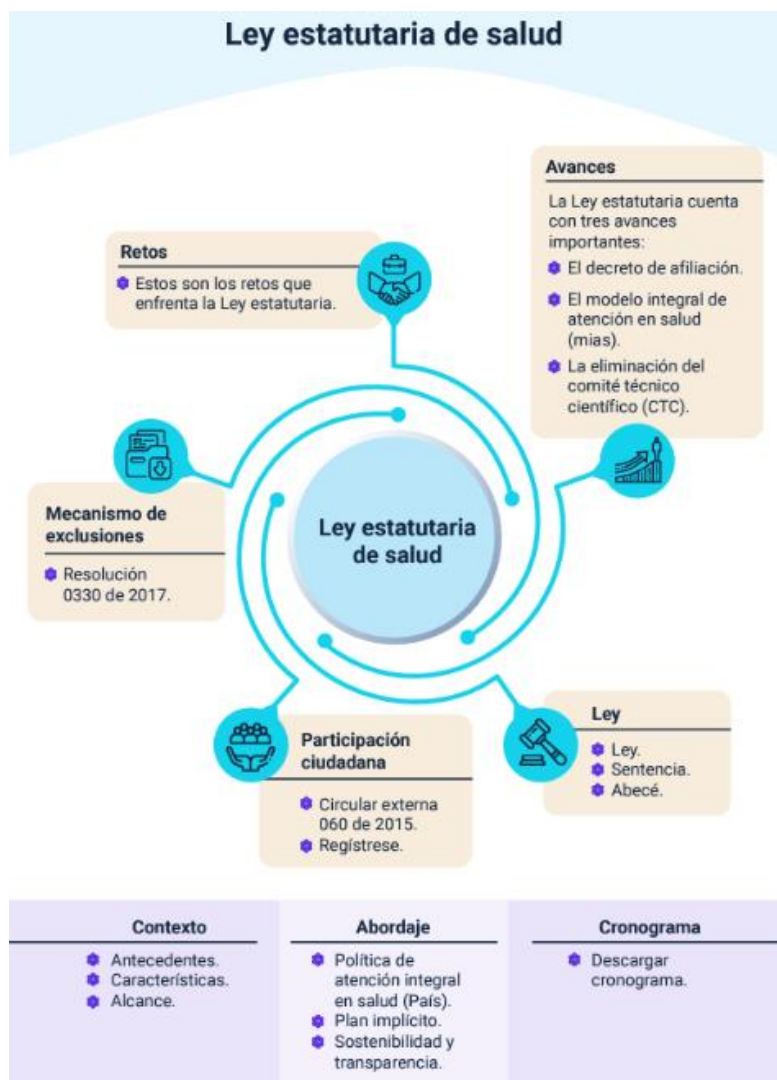 Ley estatutaria de salud
Avances
La Ley estatutaria cuenta
con tres avances
importantes:
El decreto de afiliación.
El modelo integral de
atención en salud
(mias).
La eliminación del
comité técnico
científico (CTC).
Retos
Estos son los retos que
enfrenta la Ley estatutaria.
Mecanismo de
exclusiones
Resolución
0330 de 2017.
Ley estatutaria
de salud
Participación
ciudadana
Circular externa
060 de 2015.
Regístrese.
Ley
Ley.
Sentencia.
Abecé.
Contexto
Antecedentes.
Características.
Alcance.
Abordaje
Política de
atención integral
en salud (País).
Plan implícito.
Sostenibilidad y
transparencia.
Cronograma
Descargar
cronograma.